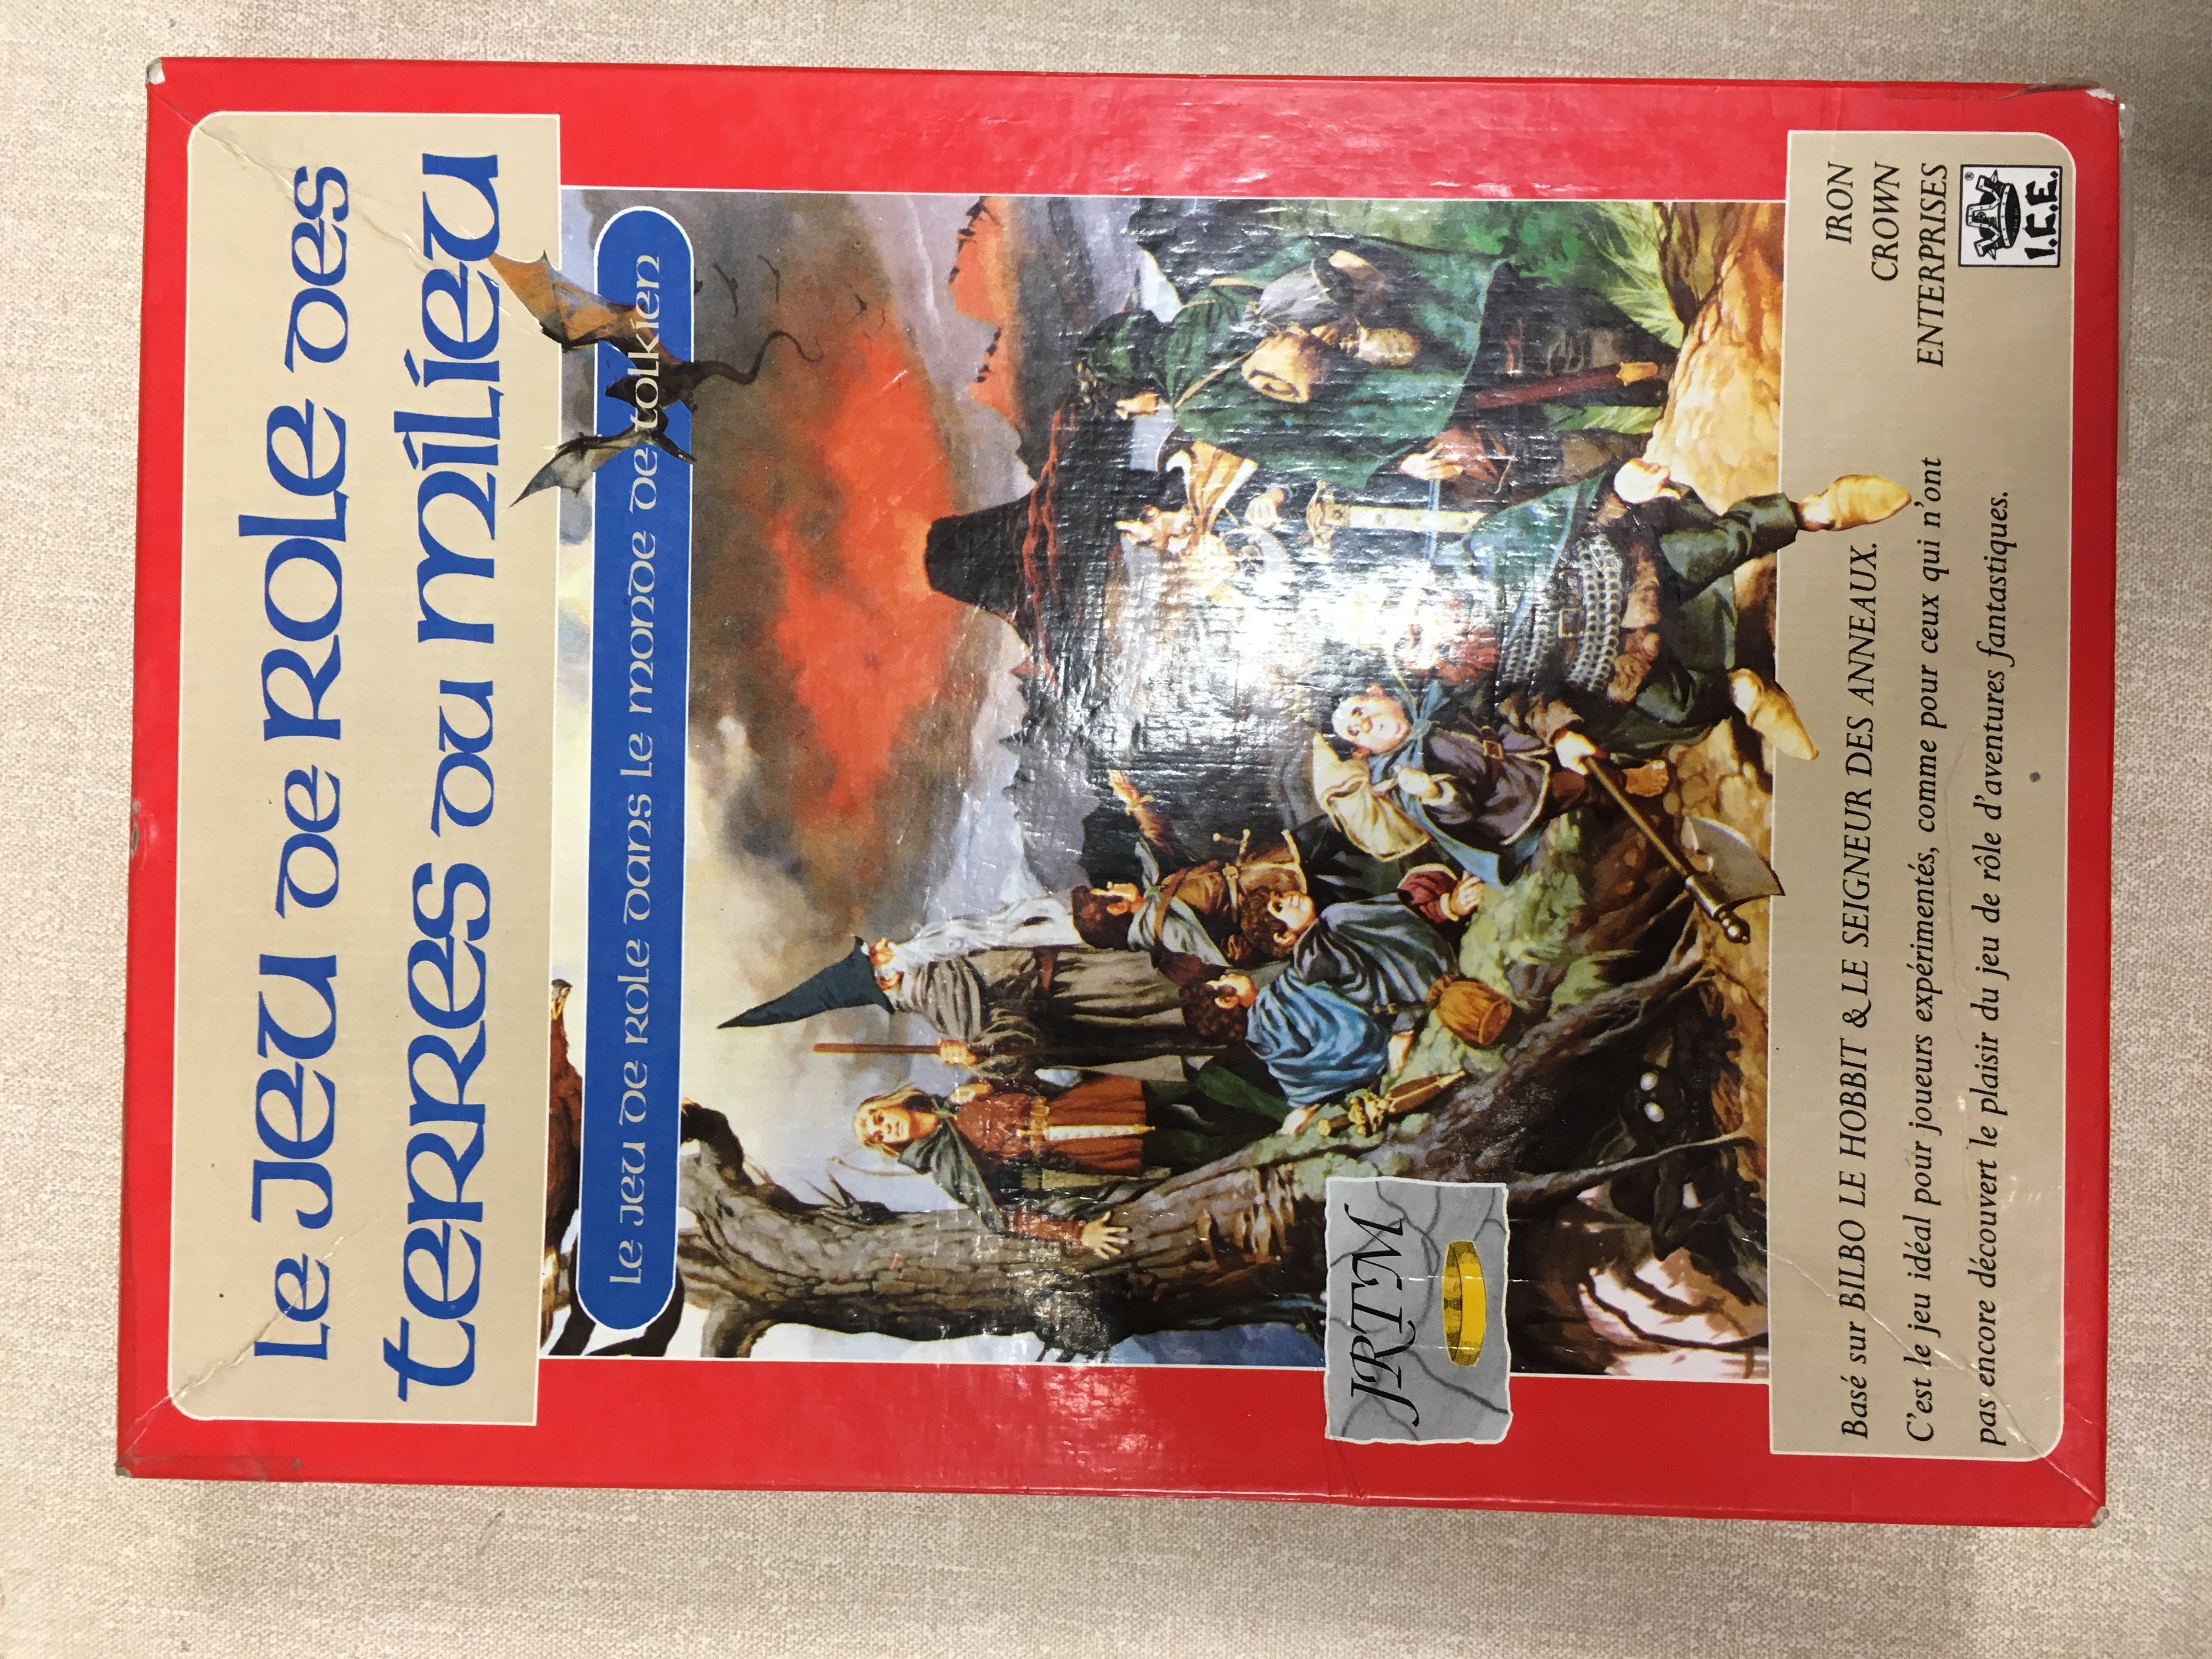 Le Jeu de Role des
terres du Milieu
Le Jeu de Role dans le monde de tolkien
JRTM
Basé sur BILBO LE HOBBIT & LE SEIGNEUR DES ANNEAUX.
C'est le jeu idéal pour joueurs expérimentés, comme pour ceux qui n'ont
pas encore découvert le plaisir du jeu de rôle d'aventures fantastiques.
IRON
CROWN
ENTERPRISES
®
I.C.E.